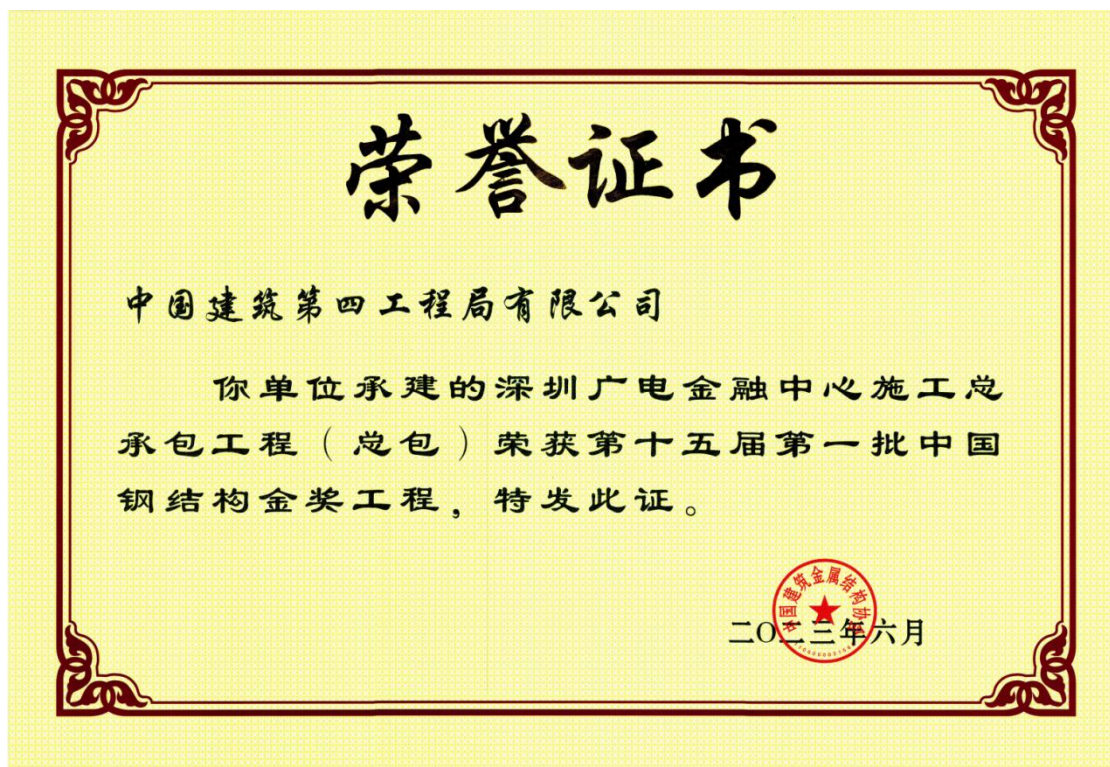 荣誉证书
中国建筑第四工程局有限公司
你单位承建的深圳广电金融中心施工总
承包工程（总包）荣获第十五届第一批中国
钢结构金奖工程，特发此证。
中国建筑金属结构协会
二〇二三年六月